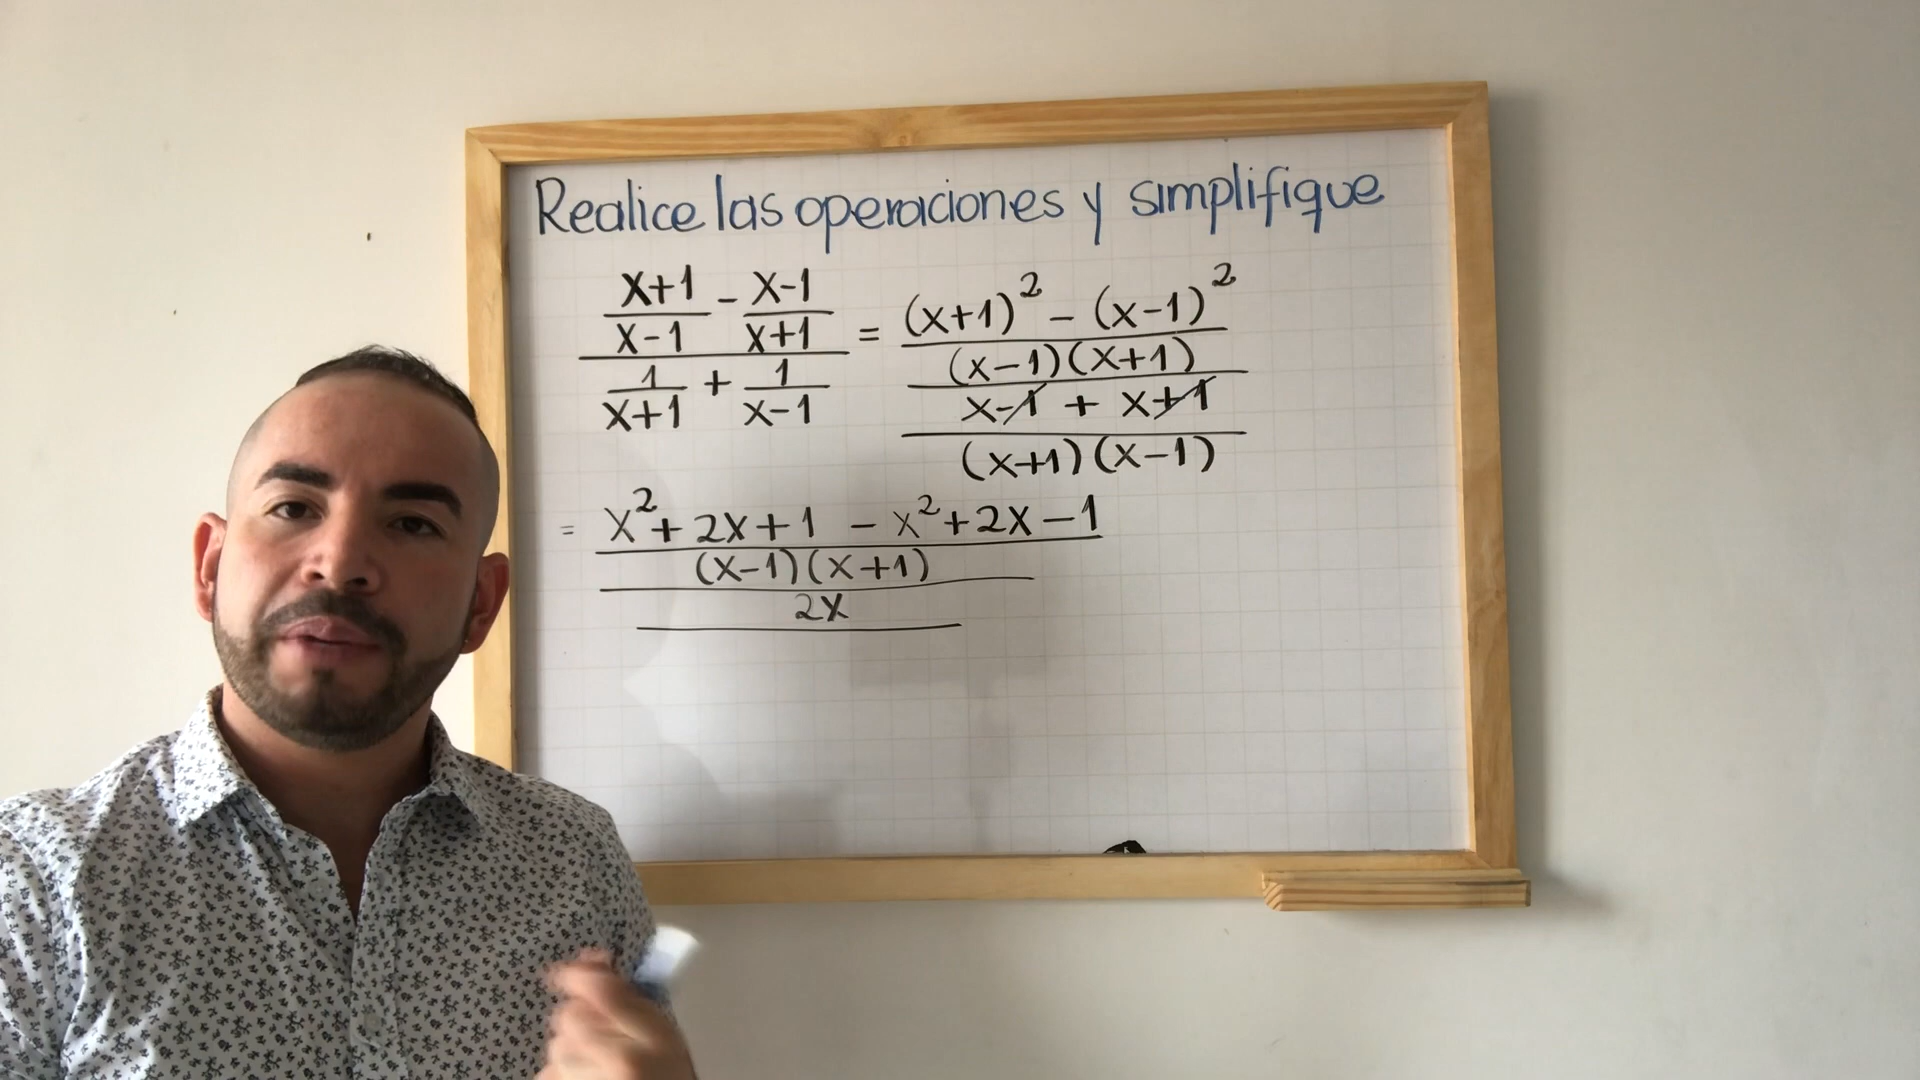 Realice las operaciones y simplifique
x+1 - x-1 = (x+1)² - (x-1)²
x-1 x+1 (x-1)(x+1)
1 + 1 x-1 + x+1
x+1 x-1 (x+1)(x-1)
= x² + 2x + 1 - x² + 2x - 1
(x-1)(x+1)
2x